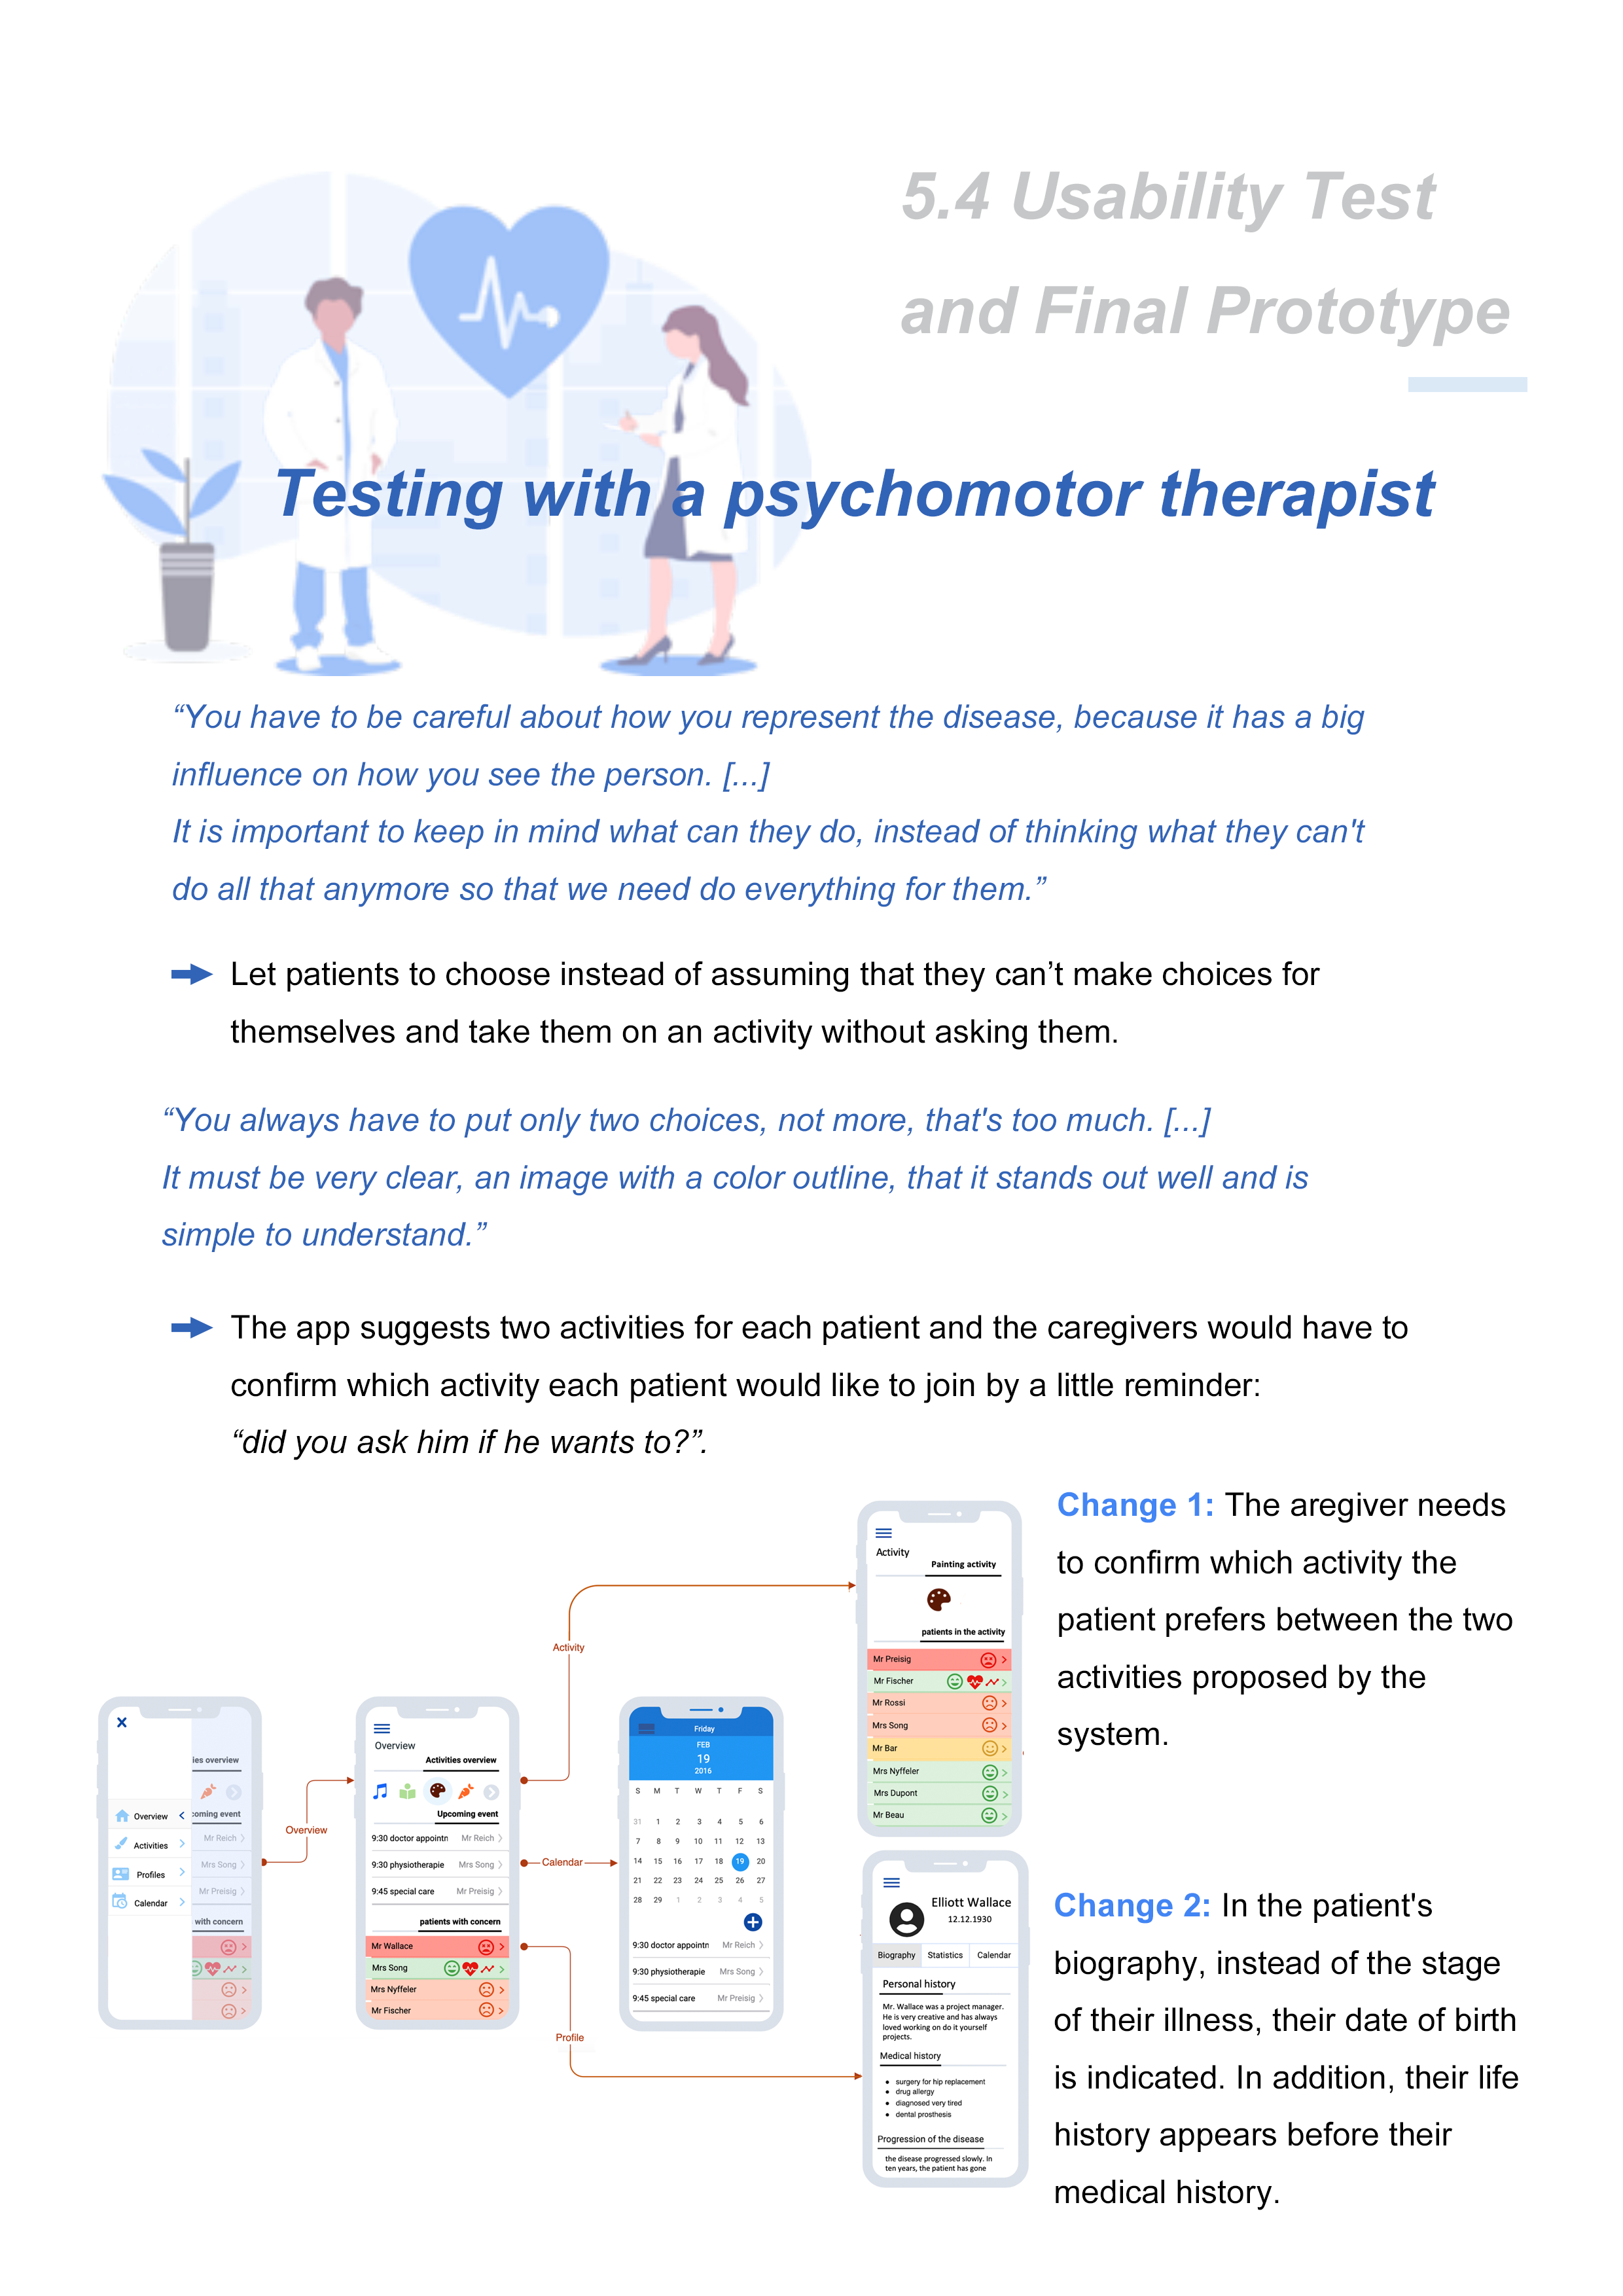 5.4 Usability Test
and Final Prototype
Testing with a psychomotor therapist
“You have to be careful about how you represent the disease, because it has a big
influence on how you see the person. [...]
It is important to keep in mind what can they do, instead of thinking what they can't
do all that anymore so that we need do everything for them.”
Let patients to choose instead of assuming that they can’t make choices for
themselves and take them on an activity without asking them.
“You always have to put only two choices, not more, that's too much. [...]
It must be very clear, an image with a color outline, that it stands out well and is
simple to understand.”
The app suggests two activities for each patient and the caregivers would have to
confirm which activity each patient would like to join by a little reminder:
“did you ask him if he wants to?”.
Change 1: The aregiver needs
to confirm which activity the
patient prefers between the two
activities proposed by the
system.
Change 2: In the patient's
biography, instead of the stage
of their illness, their date of birth
is indicated. In addition, their life
history appears before their
medical history.
ies overview
coming event
Mr Reich
Mrs Song
Mr Preisig
with concern
Overview
Activities
Profiles
Calendar
Overview
Overview
Activities overview
Upcoming event
9:30 doctor appointn Mr Reich
9:30 physiotherapie Mrs Song
9:45 special care Mr Preisig
patients with concern
Mr Wallace
Mrs Song
Mrs Nyffeler
Mr Fischer
Activity
Calendar
Profile
Friday
FEB
19
2016
S M T W T F S
31 1 2 3 4 5 6
7 8 9 10 11 12 13
14 15 16 17 18 19 20
21 22 23 24 25 26 27
28 29 1 2 3 4 5
9:30 doctor appointn Mr Reich
9:30 physiotherapie Mrs Song
9:45 special care Mr Preisig
Activity
Painting activity
patients in the activity
Mr Preisig
Mr Fischer
Mr Rossi
Mrs Song
Mr Bar
Mrs Nyffeler
Mrs Dupont
Mr Beau
Elliott Wallace
12.12.1930
Biography Statistics Calendar
Personal history
Mr. Wallace was a project manager.
He is very creative and has always
loved working on do it yourself
projects.
Medical history
surgery for hip replacement
drug allergy
diagnosed very tired
dental prosthesis
Progression of the disease
the disease progressed slowly. In
ten years, the patient has gone